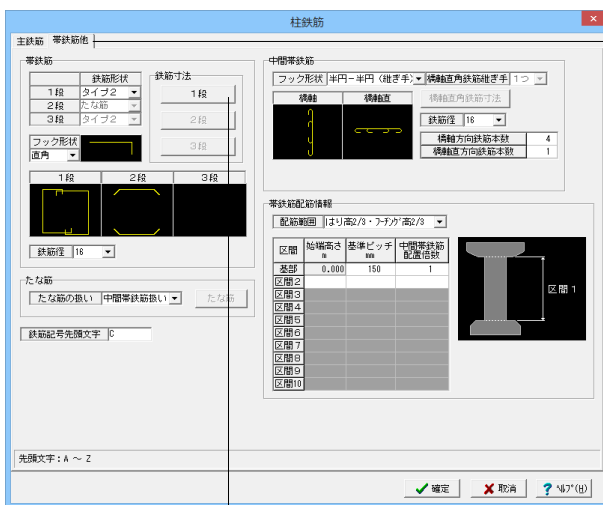 柱鉄筋
主鉄筋 帯鉄筋他
帯鉄筋
鉄筋形状
1段 タイプ2
2段 たな筋
3段 タイプ2
フック形状
直角
鉄筋寸法
1段
2段
3段
1段 2段 3段
鉄筋径 16
たな筋
たな筋の扱い 中間帯鉄筋扱い たな筋
鉄筋記号先頭文字 C
中間帯鉄筋
フック形状 半円-半円(継ぎ手) 橋軸直角鉄筋継ぎ手 1つ
橋軸 橋軸直
橋軸直角鉄筋寸法
鉄筋径 16
橋軸方向鉄筋本数 4
橋軸直方向鉄筋本数 1
帯鉄筋配筋情報
配筋範囲 はり高2/3・フーチング高2/3
区間 始端高さ m 基準ピッチ mm 中間帯鉄筋配置倍数
基部 0.000 150 1
区間2
区間3
区間4
区間5
区間6
区間7
区間8
区間9
区間10
区間1
先頭文字:A ~ Z
確定 取消 ? ヘルプ(H)